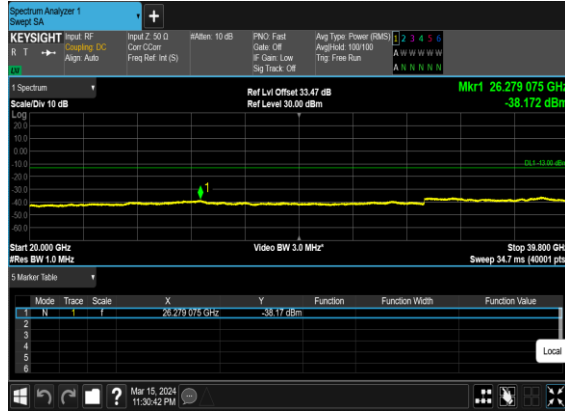 Spectrum Analyzer 1
Swept SA
KEYSIGHT Input: RF Input Z: 50 Ω #Atten: 10 dB PNO: Fast Avg Type: Power (RMS) 1 2 3 4 5 6
R T Coupling: DC Corr CCorr Gate: Off Avg|Hold: 100/100 A W W W W W
Align: Auto Freq Ref: Int (S) IF Gain: Low Trig: Free Run
LV Sig Track: Off A N N N N N
1 Spectrum Ref Lvl Offset 33.47 dB Mkr1 26.279 075 GHz
Scale/Div 10 dB Ref Level 30.00 dBm -38.172 dBm
Log
20.0
10.0
0.00
-10.0 DL1 -13.00 dBm
-20.0
-30.0 1
-40.0
-50.0
-60.0
Start 20.000 GHz Video BW 3.0 MHz* Stop 39.800 GHz
#Res BW 1.0 MHz Sweep 34.7 ms (40001 pts)
5 Marker Table
Mode Trace Scale X Y Function Function Width Function Value
1 N 1 f 26.279 075 GHz -38.17 dBm
2
3
4
5
6
Local
? Mar 15, 2024
11:30:42 PM